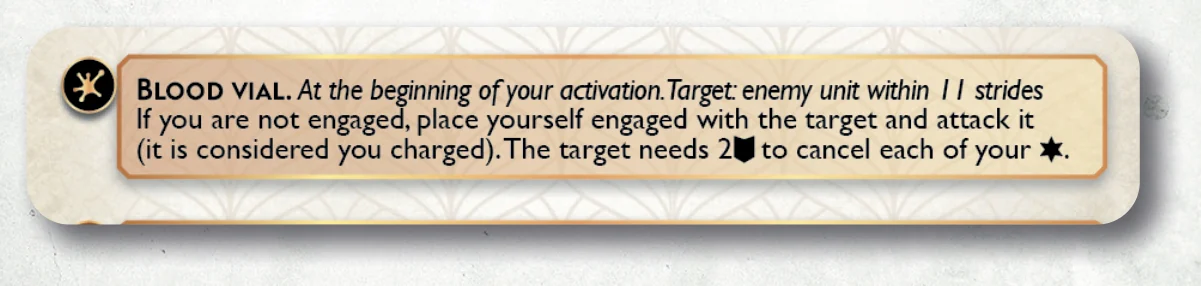 BLOOD VIAL. At the beginning of your activation. Target: enemy unit within 11 strides
If you are not engaged, place yourself engaged with the target and attack it
(it is considered you charged). The target needs 2 to cancel each of your ✶.